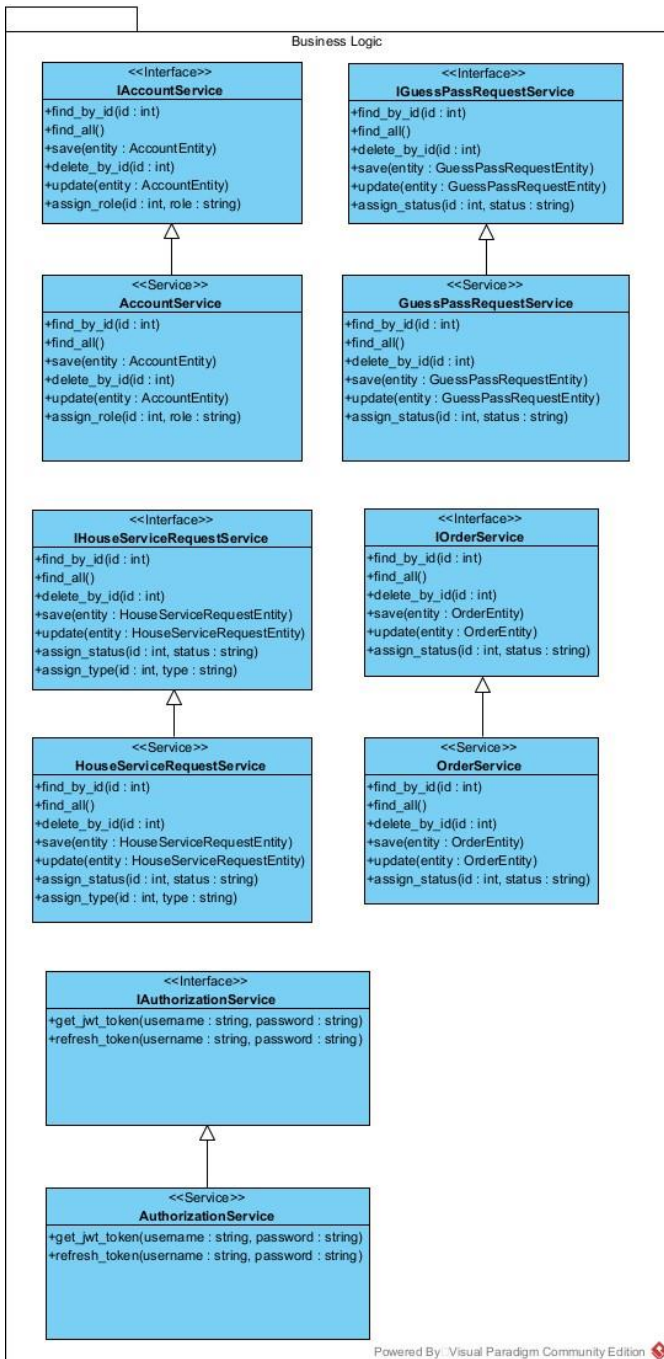 Business Logic
<<Interface>>
IAccountService
+find_by_id(id : int)
+find_all()
+save(entity : AccountEntity)
+delete_by_id(id : int)
+update(entity : AccountEntity)
+assign_role(id : int, role : string)
<<Interface>>
IGuessPassRequestService
+find_by_id(id : int)
+find_all()
+delete_by_id(id : int)
+save(entity : GuessPassRequestEntity)
+update(entity : GuessPassRequestEntity)
+assign_status(id : int, status : string)
<<Service>>
AccountService
+find_by_id(id : int)
+find_all()
+save(entity : AccountEntity)
+delete_by_id(id : int)
+update(entity : AccountEntity)
+assign_role(id : int, role : string)
<<Service>>
GuessPassRequestService
+find_by_id(id : int)
+find_all()
+delete_by_id(id : int)
+save(entity : GuessPassRequestEntity)
+update(entity : GuessPassRequestEntity)
+assign_status(id : int, status : string)
<<Interface>>
IHouseServiceRequestService
+find_by_id(id : int)
+find_all()
+delete_by_id(id : int)
+save(entity : HouseServiceRequestEntity)
+update(entity : HouseServiceRequestEntity)
+assign_status(id : int, status : string)
+assign_type(id : int, type : string)
<<Interface>>
IOrderService
+find_by_id(id : int)
+find_all()
+delete_by_id(id : int)
+save(entity : OrderEntity)
+update(entity : OrderEntity)
+assign_status(id : int, status : string)
<<Service>>
HouseServiceRequestService
+find_by_id(id : int)
+find_all()
+delete_by_id(id : int)
+save(entity : HouseServiceRequestEntity)
+update(entity : HouseServiceRequestEntity)
+assign_status(id : int, status : string)
+assign_type(id : int, type : string)
<<Service>>
OrderService
+find_by_id(id : int)
+find_all()
+delete_by_id(id : int)
+save(entity : OrderEntity)
+update(entity : OrderEntity)
+assign_status(id : int, status : string)
<<Interface>>
IAuthorizationService
+get_jwt_token(username : string, password : string)
+refresh_token(username : string, password : string)
<<Service>>
AuthorizationService
+get_jwt_token(username : string, password : string)
+refresh_token(username : string, password : string)
Powered By Visual Paradigm Community Edition